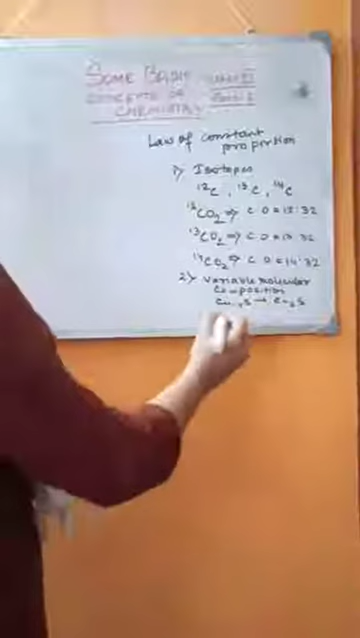 SOME BASIC
CONCEPTS OF
CHEMISTRY
Law of constant
proportion
1) Isotopes
¹²C, ¹³C, ¹⁴C
¹²CO₂ ⇒ C:O = 12:32
¹³CO₂ ⇒ C:O = 13:32
¹⁴CO₂ ⇒ C:O = 14:32
2) Variable molecular
composition